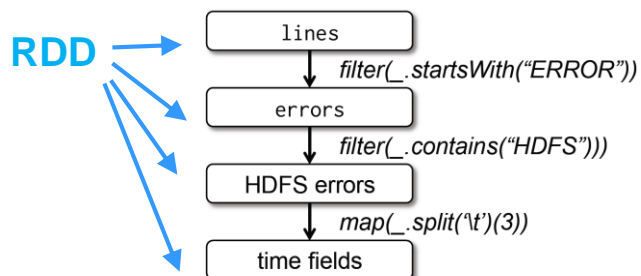 lines
RDD
filter(_.startsWith(“ERROR”))
errors
filter(_.contains(“HDFS”)))
HDFS errors
map(_.split(‘\t’)(3))
time fields